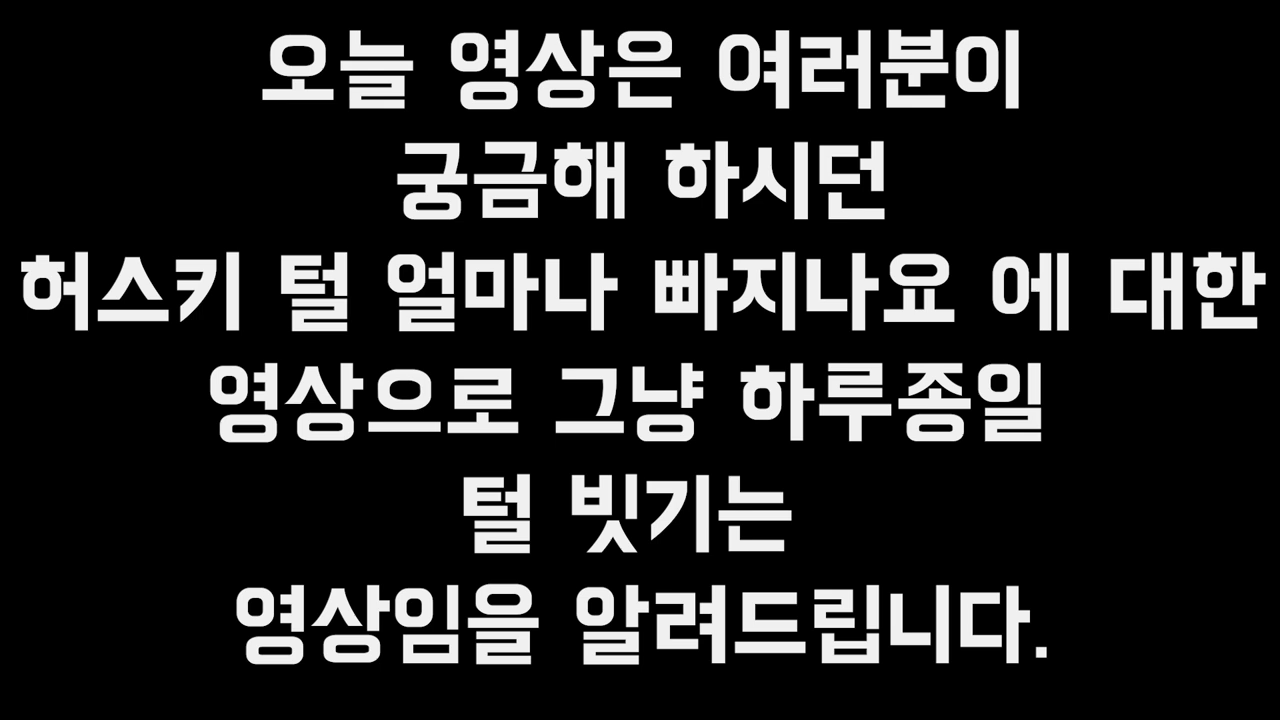 오늘 영상은 여러분이
궁금해 하시던
허스키 털 얼마나 빠지나요 에 대한
영상으로 그냥 하루종일
털 빗기는
영상임을 알려드립니다.